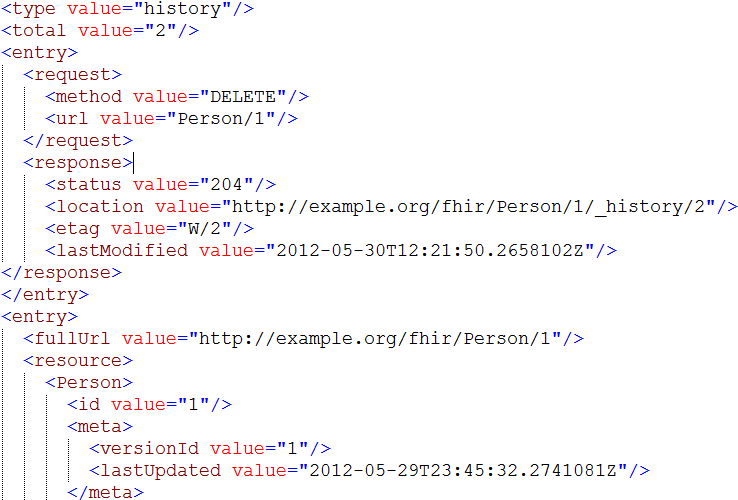 <type value="history"/>
<total value="2"/>
<entry>
<request>
<method value="DELETE"/>
<url value="Person/1"/>
</request>
<response>
<status value="204"/>
<location value="http://example.org/fhir/Person/1/_history/2"/>
<etag value="W/2"/>
<lastModified value="2012-05-30T12:21:50.2658102Z"/>
</response>
</entry>
<entry>
<fullUrl value="http://example.org/fhir/Person/1"/>
<resource>
<Person>
<id value="1"/>
<meta>
<versionId value="1"/>
<lastUpdated value="2012-05-29T23:45:32.2741081Z"/>
</meta>